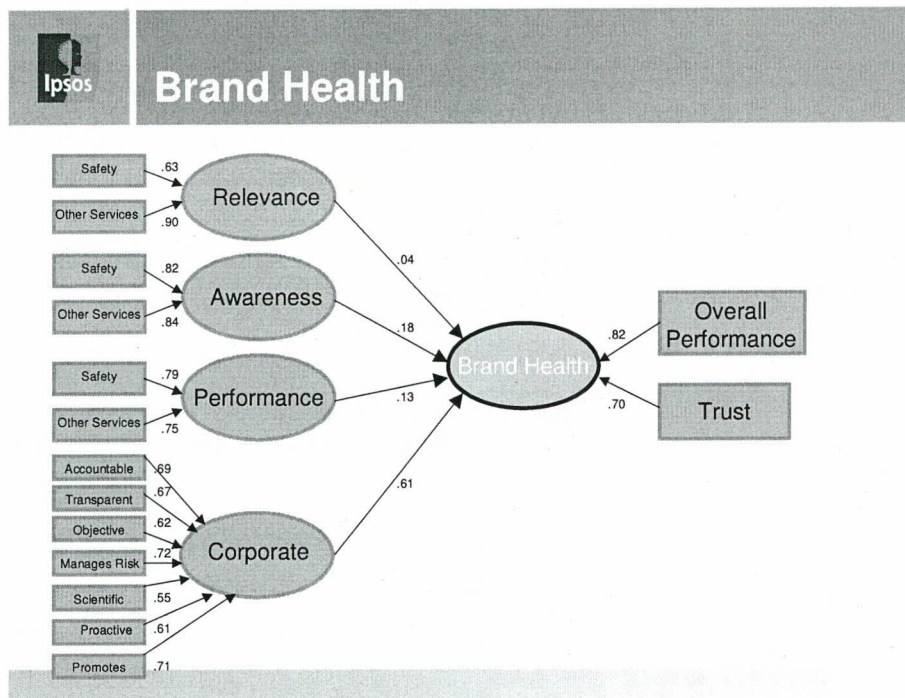 Ipsos
Brand Health
Safety
.63
Other Services
.90
Relevance
.04
Safety
.82
Other Services
.84
Awareness
.18
Safety
.79
Other Services
.75
Performance
.13
Accountable
.69
Transparent
.67
Objective
.62
Manages Risk
.72
Scientific
.55
Proactive
.61
Promotes
.71
Corporate
.61
Brand Health
.82
Overall
Performance
.70
Trust